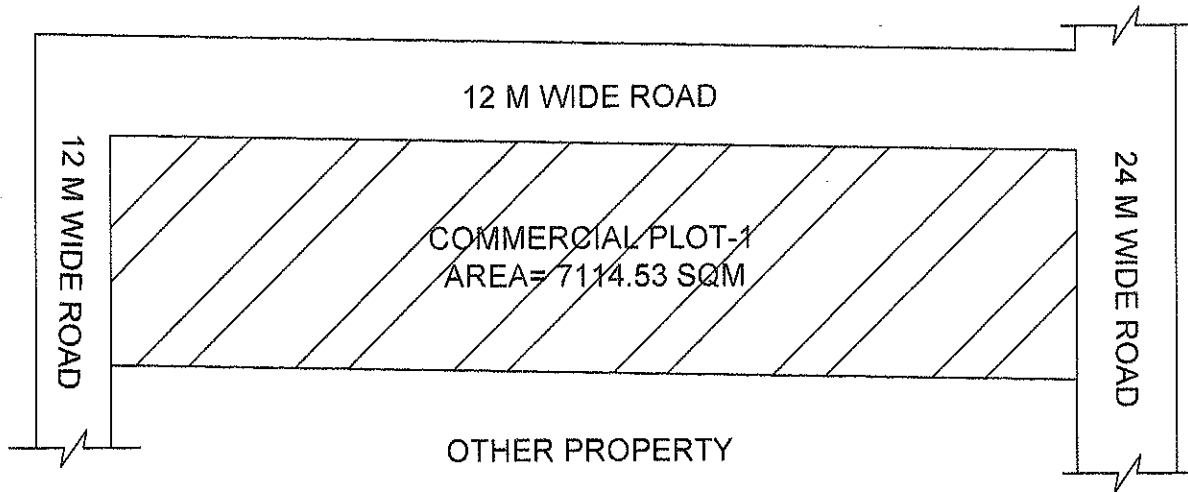 12 M WIDE ROAD
12 M WIDE ROAD
COMMERCIAL PLOT-1
AREA= 7114.53 SQM
24 M WIDE ROAD
OTHER PROPERTY